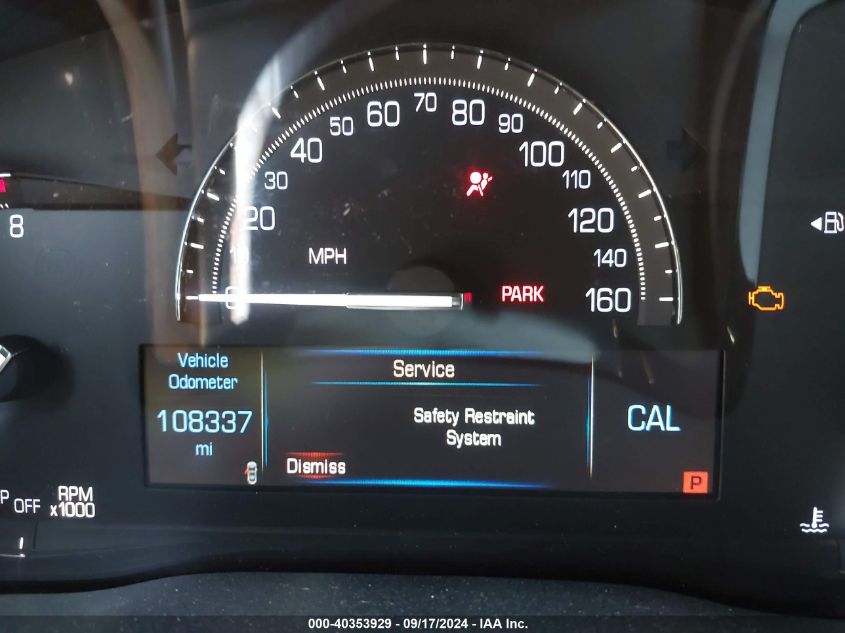 70
60
80
50
90
40
100
30
110
8
20
120
10
MPH
140
0
PARK
160
Vehicle
Odometer
108337
mi
Service
Safety Restraint
System
Dismiss
CAL
P
P
OFF
RPM
x1000
000-40353929 - 09/17/2024 - IAA Inc.